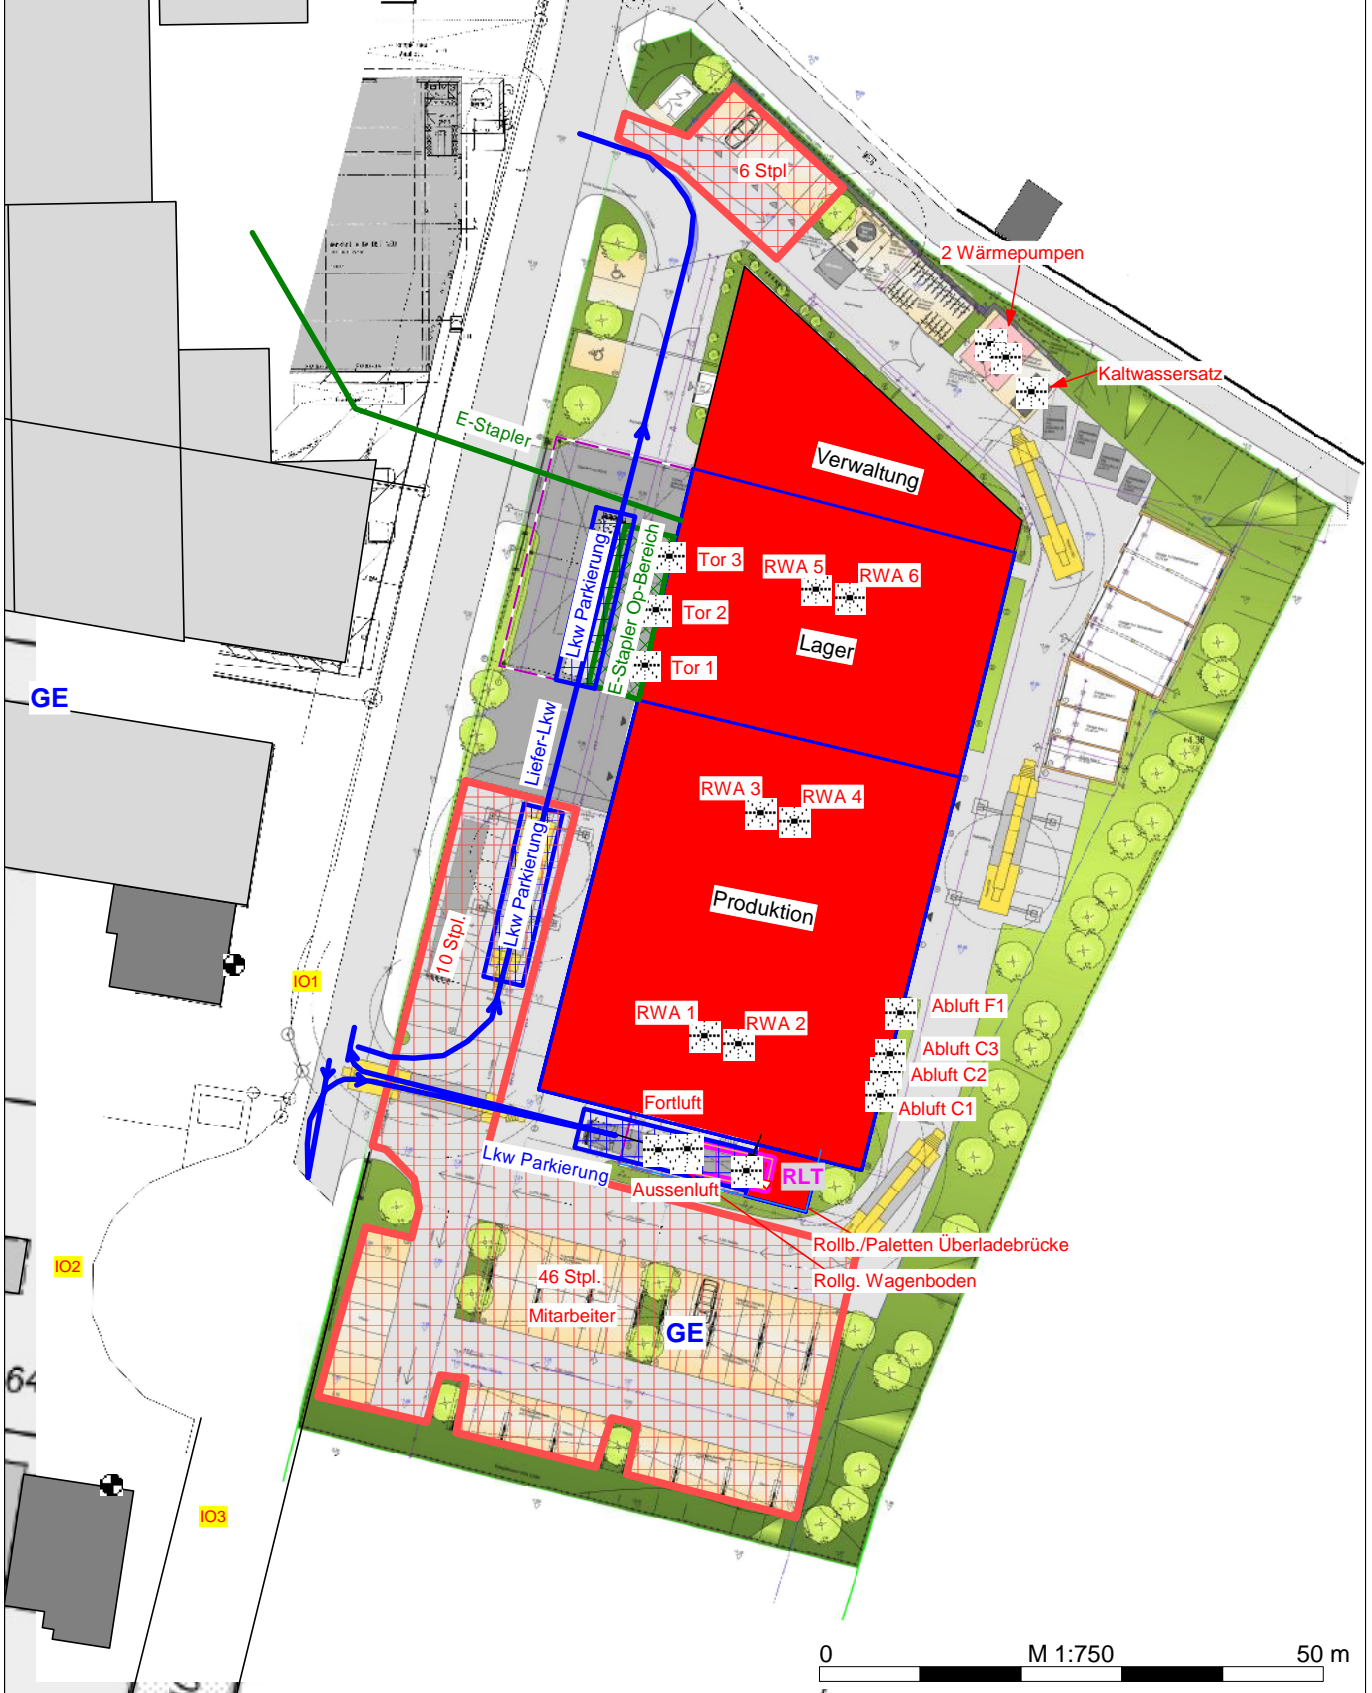 6 Stpl
2 Wärmepumpen
Kaltwassersatz
E-Stapler
Verwaltung
Lkw Parkierung
E-Stapler Op-Bereich
Tor 3
RWA 5
RWA 6
Tor 2
Lager
Tor 1
GE
Liefer-Lkw
+4.38
RWA 3
RWA 4
Lkw Parkierung
Produktion
10 Stpl.
IO1
RWA 1
RWA 2
Abluft F1
Abluft C3
Abluft C2
Abluft C1
Fortluft
Lkw Parkierung
Aussenluft
RLT
Rollb./Paletten Überladebrücke
Rollg. Wagenboden
IO2
46 Stpl.
Mitarbeiter
GE
64
IO3
0 M 1:750 50 m